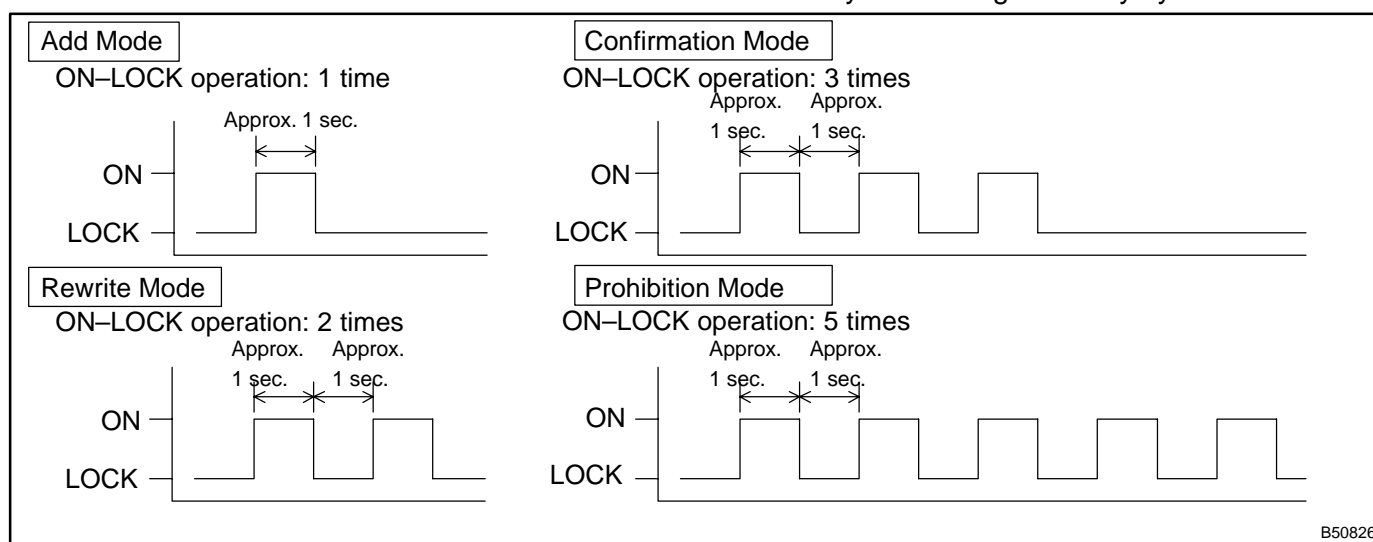 Add Mode
ON–LOCK operation: 1 time
Approx. 1 sec.
ON
LOCK
Confirmation Mode
ON–LOCK operation: 3 times
Approx. Approx.
1 sec. 1 sec.
ON
LOCK
Rewrite Mode
ON–LOCK operation: 2 times
Approx. Approx.
1 sec. 1 sec.
ON
LOCK
Prohibition Mode
ON–LOCK operation: 5 times
Approx. Approx.
1 sec. 1 sec.
ON
LOCK
B50826